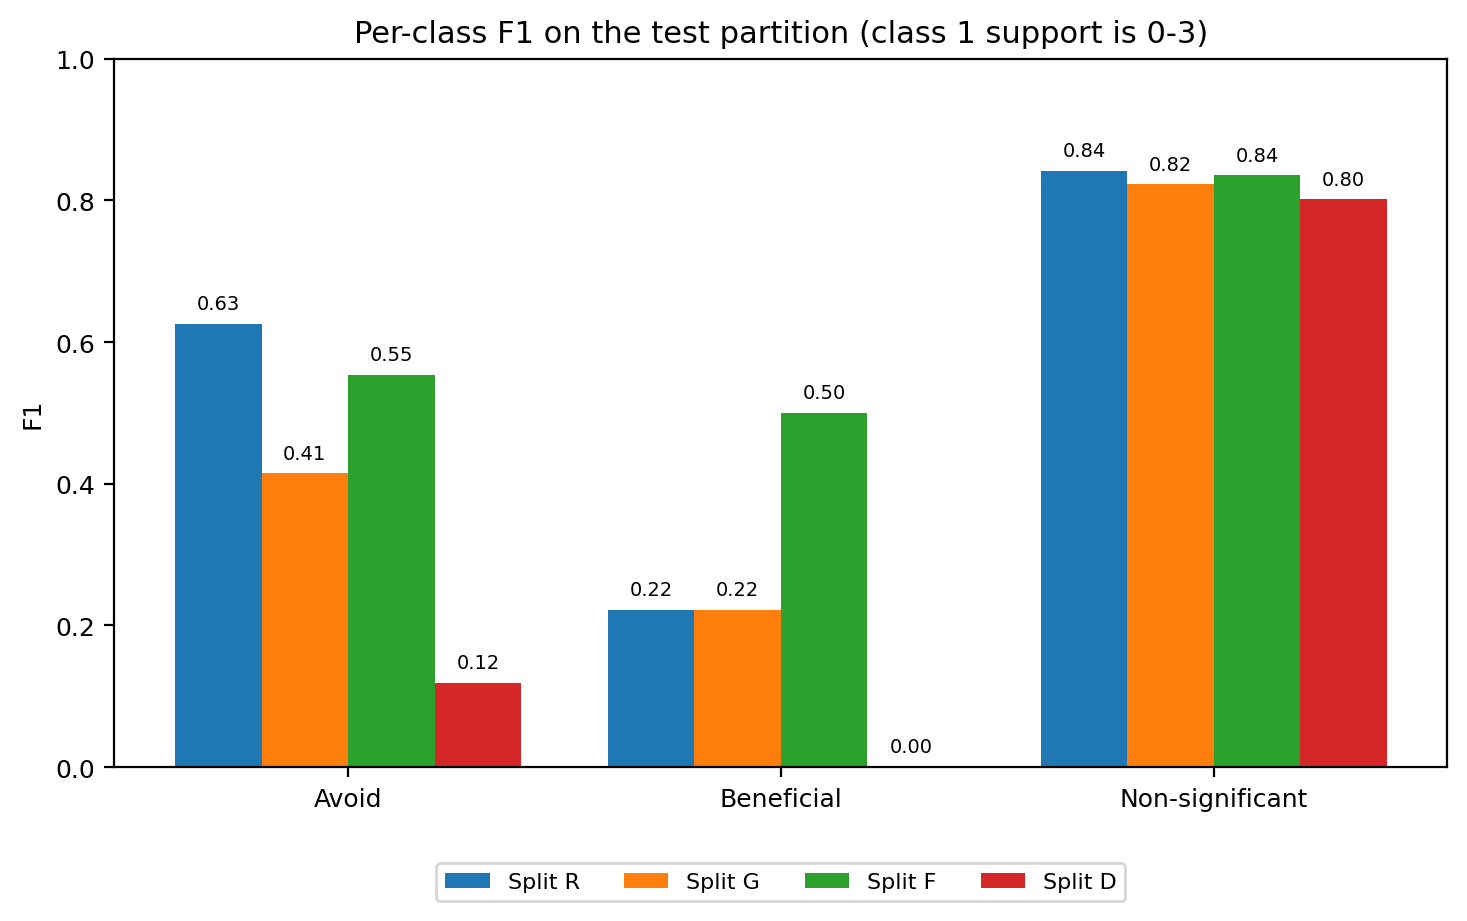 Per-class F1 on the test partition (class 1 support is 0-3)
1.0
0.8
0.6
0.4
0.2
0.0
F1
0.63
0.41
0.55
0.12
0.22
0.22
0.50
0.00
0.84
0.82
0.84
0.80
Avoid
Beneficial
Non-significant
Split R
Split G
Split F
Split D